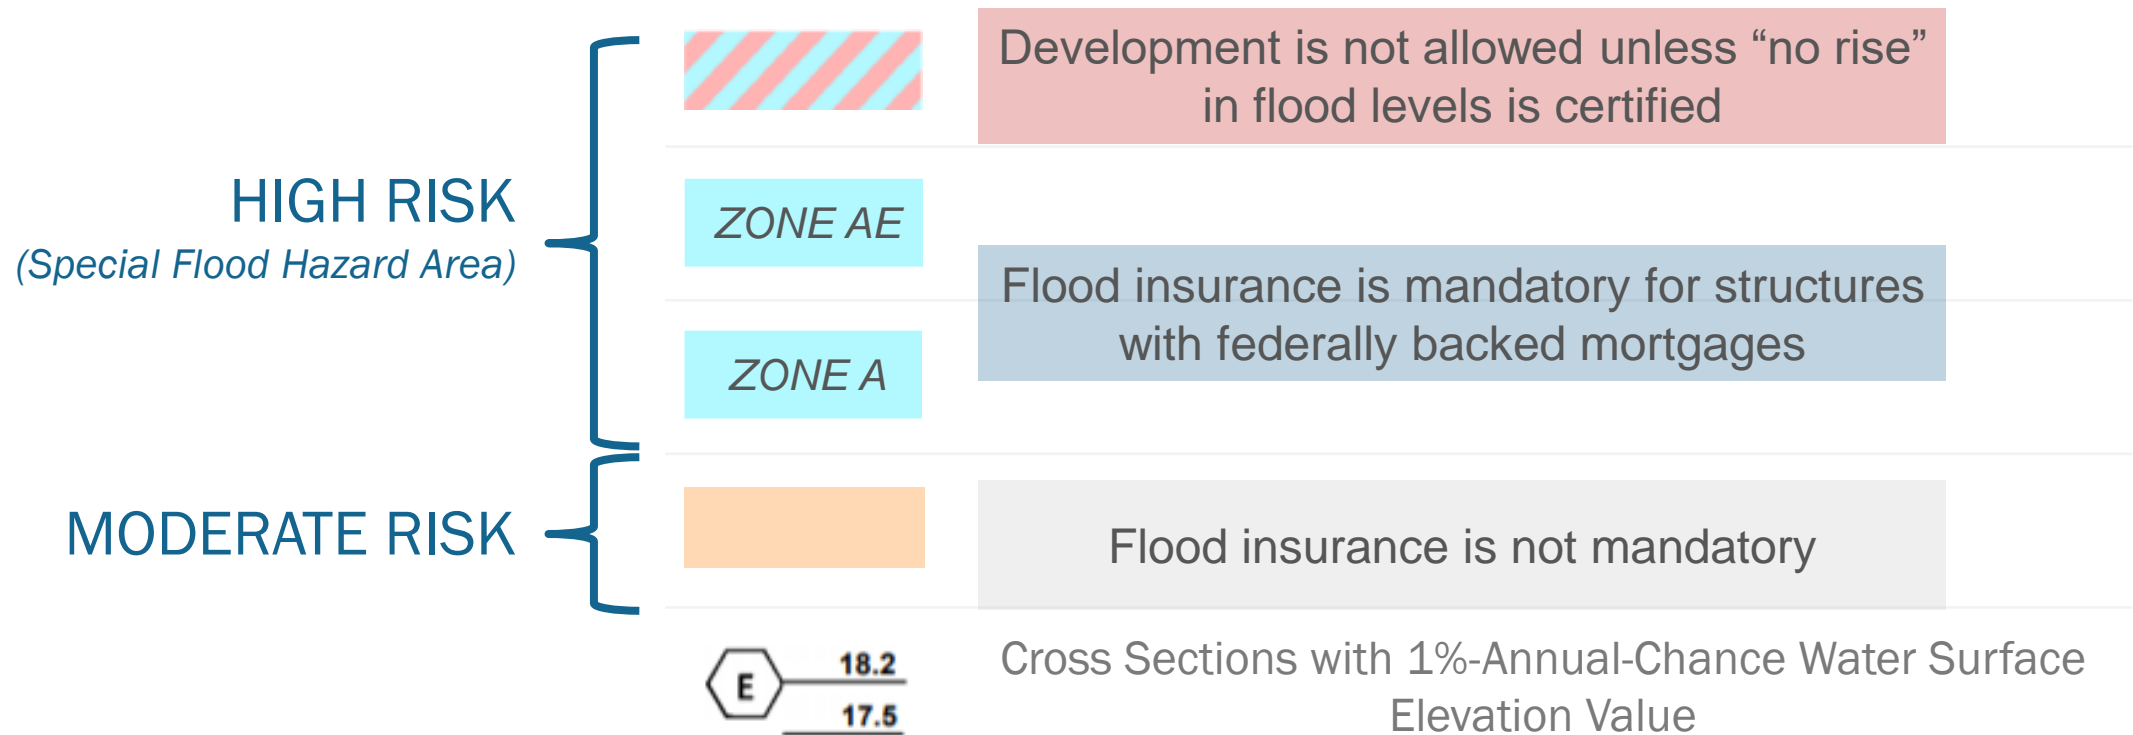 Development is not allowed unless “no rise”
in flood levels is certified
HIGH RISK
(Special Flood Hazard Area)
ZONE AE
Flood insurance is mandatory for structures
with federally backed mortgages
ZONE A
MODERATE RISK
Flood insurance is not mandatory
E
18.2
17.5
Cross Sections with 1%-Annual-Chance Water Surface
Elevation Value